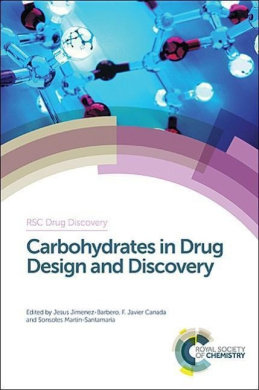 RSC Drug Discovery
Carbohydrates in Drug
Design and Discovery
Edited by Jesus Jimenez-Barbero, F. Javier Canada
and Sonsoles Martin-Santamaria
ROYAL SOCIETY
OF CHEMISTRY